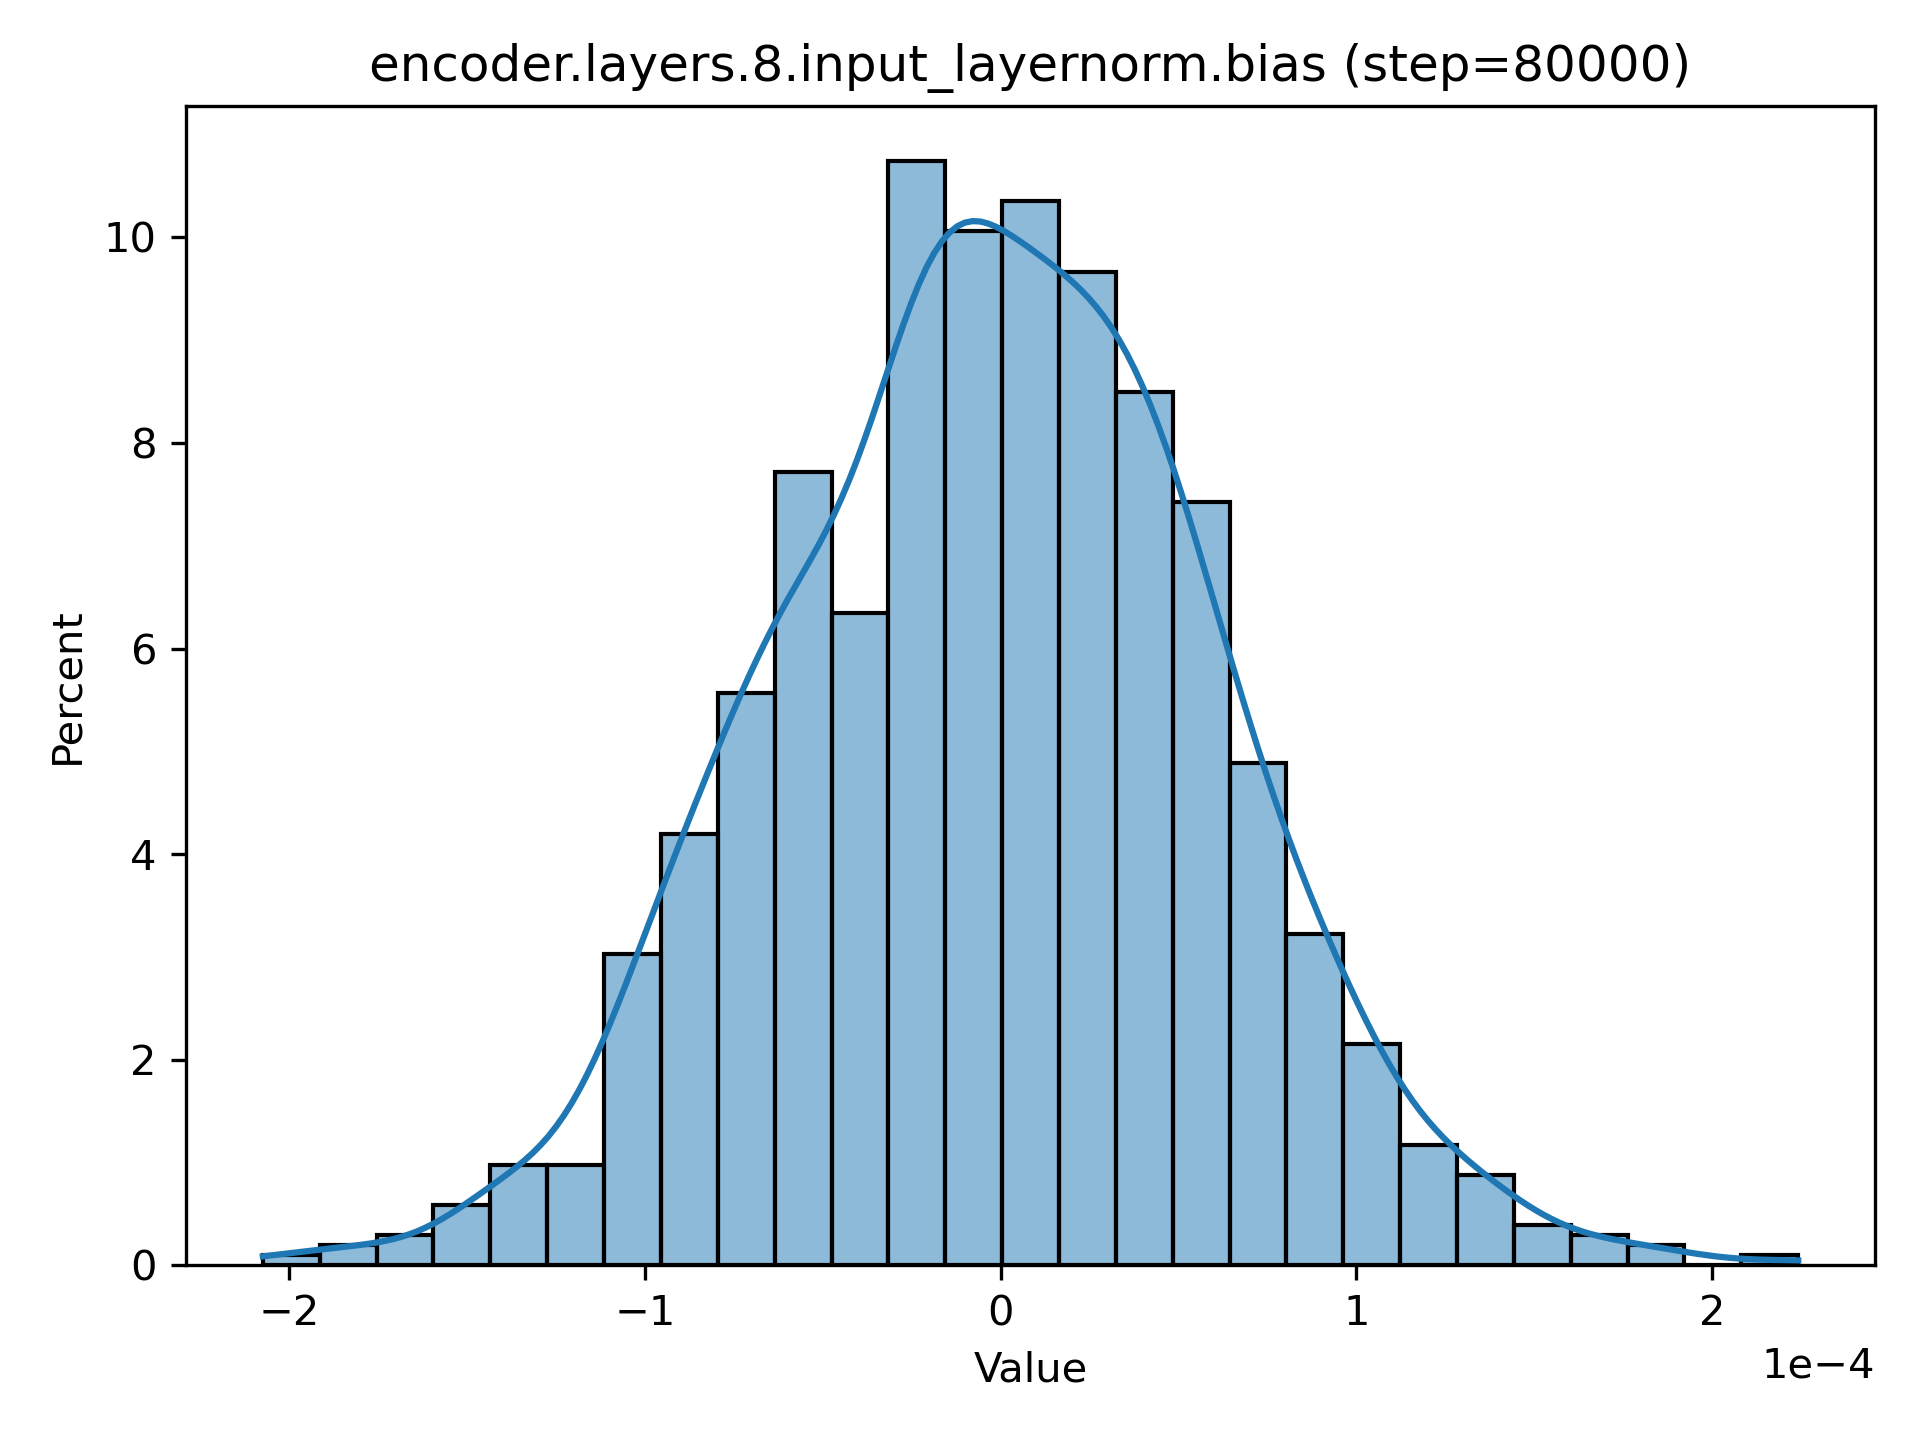 encoder.layers.8.input_layernorm.bias (step=80000)
10
8
6
4
2
0
Percent
−2
−1
0
1
2
1e−4
Value